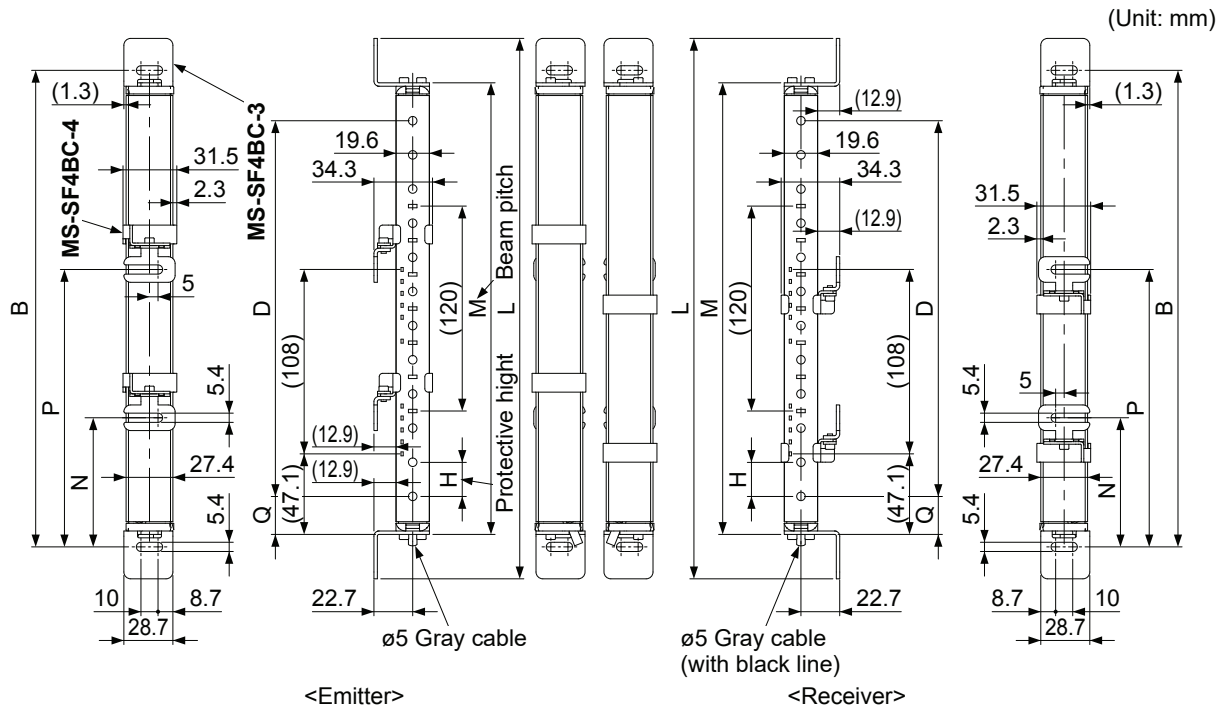 (Unit: mm)
(1.3)
MS-SF4BC-4
MS-SF4BC-3
31.5
2.3
B
5
P
5.4
N
27.4
5.4
10
8.7
28.7
(12.9)
19.6
34.3
D
(120)
M
Beam pitch
L
(108)
(12.9)
(12.9)
H
Protective hight
Q
(47.1)
22.7
ø5 Gray cable
<Emitter>
L
M
(12.9)
19.6
34.3
(12.9)
(120)
D
(108)
H
(47.1)
Q
22.7
ø5 Gray cable
(with black line)
<Receiver>
(1.3)
31.5
2.3
B
5
P
5.4
27.4
N
5.4
8.7
10
28.7